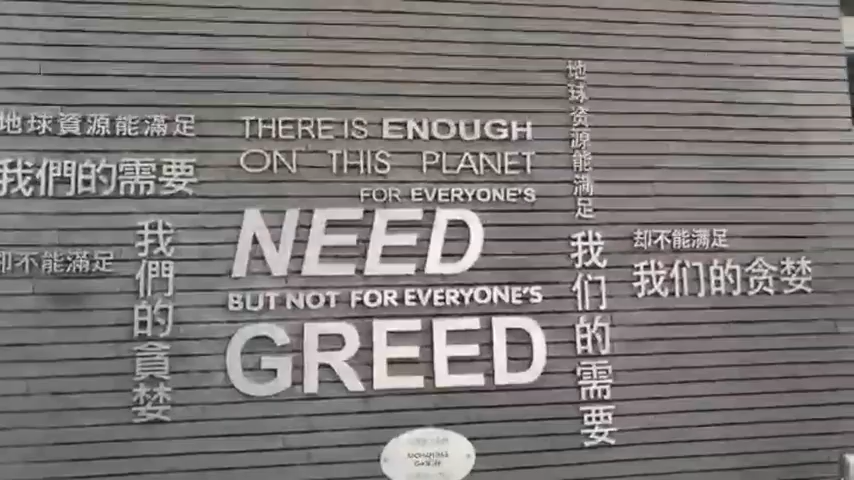 地球資源能滿足
我們的需要
却不能滿足
我們的貪婪
THERE IS ENOUGH
ON THIS PLANET
FOR EVERYONE'S
NEED
BUT NOT FOR EVERYONE'S
GREED
地球资源能满足
我们的需要
却不能满足
我们的贪婪